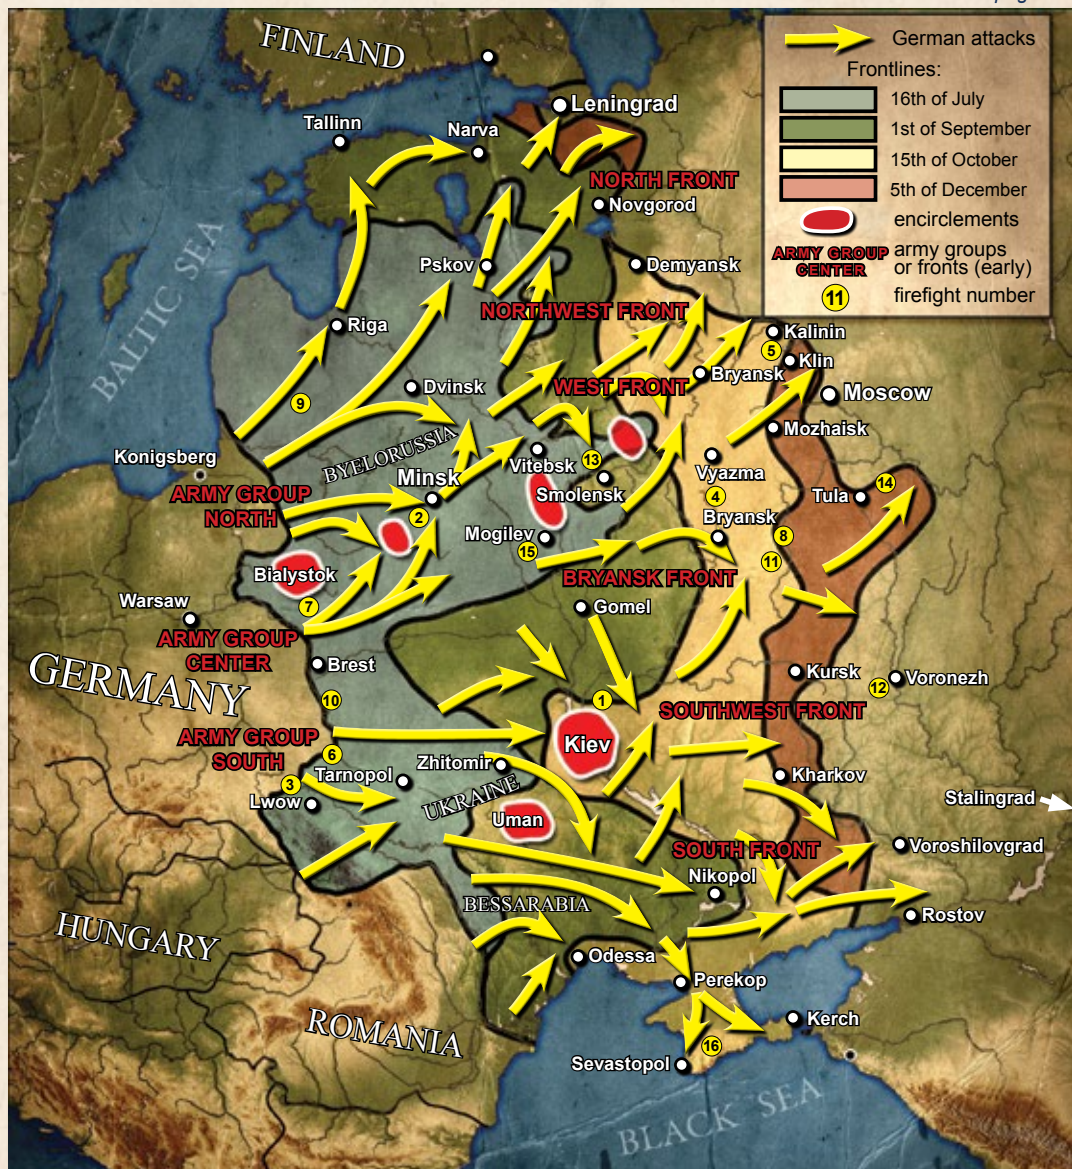 FINLAND
German attacks
Frontlines:
16th of July
1st of September
15th of October
5th of December
encirclements
ARMY GROUP
CENTER
army groups
or fronts (early)
11
firefight number
Leningrad
Tallinn
Narva
NORTH FRONT
Novgorod
BALTIC SEA
Pskov
Demyansk
NORTHWEST FRONT
Riga
Kalinin
5
Klin
Dvinsk
WEST FRONT
Bryansk
Moscow
9
Mozhaisk
BYELORUSSIA
Konigsberg
Minsk
Vitebsk
13
Vyazma
ARMY GROUP
NORTH
2
Smolensk
4
Tula
14
Mogilev
15
Bryansk
8
11
Bialystok
BRYANSK FRONT
7
Warsaw
Gomel
ARMY GROUP
CENTER
Brest
GERMANY
Kursk
12
Voronezh
10
1
SOUTHWEST FRONT
ARMY GROUP
SOUTH
6
Kiev
3
Tarnopol
Zhitomir
Kharkov
Lwow
UKRAINE
Stalingrad
Uman
SOUTH FRONT
Voroshilovgrad
Nikopol
BESSARABIA
Rostov
HUNGARY
Odessa
Perekop
ROMANIA
Kerch
16
Sevastopol
BLACK SEA